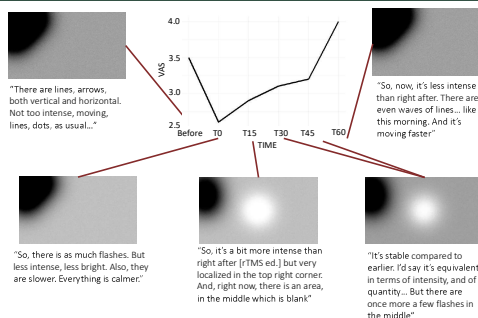 4.0
3.5
3.0
2.5
VAS
Before T0 T15 T30 T45 T60
TIME
"There are lines, arrows,
both vertical and horizontal.
Not too intense, moving,
lines, dots, as usual…"
"So, now, it's less intense
than right after. There are
even waves of lines… like
this morning. And it's
moving faster"
"So, there is as much flashes. But
less intense, less bright. Also, they
are slower. Everything is calmer."
"So, it's a bit more intense than
right after [rTMS ed.] but very
localized in the top right corner.
And, right now, there is an area,
in the middle which is blank"
"It's stable compared to
earlier. I'd say it's equivalent
in terms of intensity, and of
quantity… But there are
once more a few flashes in
the middle"